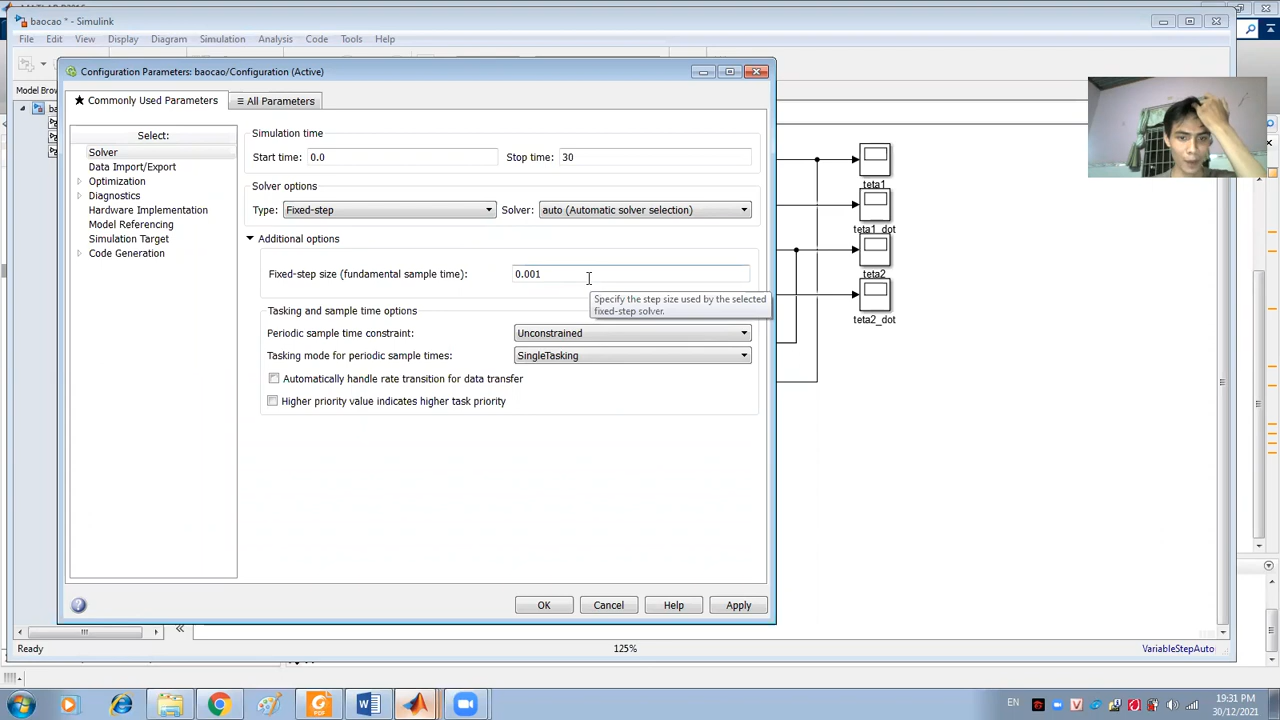 baocao * - Simulink
File Edit View Display Diagram Simulation Analysis Code Tools Help
Configuration Parameters: baocao/Configuration (Active)
Model Brow
★ Commonly Used Parameters
≡ All Parameters
Select:
Solver
Data Import/Export
Optimization
Diagnostics
Hardware Implementation
Model Referencing
Simulation Target
Code Generation
Simulation time
Start time: 0.0 Stop time: 30
Solver options
Type: Fixed-step Solver: auto (Automatic solver selection)
Additional options
Fixed-step size (fundamental sample time): 0.001
Specify the step size used by the selected
fixed-step solver.
Tasking and sample time options
Periodic sample time constraint: Unconstrained
Tasking mode for periodic sample times: SingleTasking
Automatically handle rate transition for data transfer
Higher priority value indicates higher task priority
OK Cancel Help Apply
teta1
teta1_dot
teta2
teta2_dot
Ready 125% VariableStepAuto
EN
19:31 PM
30/12/2021